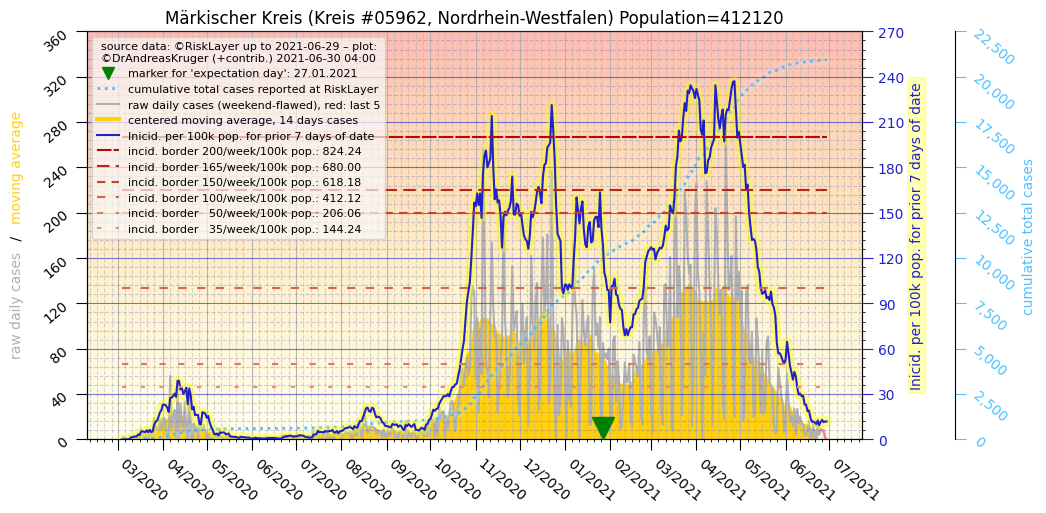 Märkischer Kreis (Kreis #05962, Nordrhein-Westfalen) Population=412120
source data: ©RiskLayer up to 2021-06-29 – plot:
©DrAndreasKruger (+contrib.) 2021-06-30 04:00
marker for 'expectation day': 27.01.2021
cumulative total cases reported at RiskLayer
raw daily cases (weekend-flawed), red: last 5
centered moving average, 14 days cases
Inicid. per 100k pop. for prior 7 days of date
incid. border 200/week/100k pop.: 824.24
incid. border 165/week/100k pop.: 680.00
incid. border 150/week/100k pop.: 618.18
incid. border 100/week/100k pop.: 412.12
incid. border   50/week/100k pop.: 206.06
incid. border   35/week/100k pop.: 144.24
raw daily cases  /  moving average
360
320
280
240
200
160
120
80
40
0
03/2020
04/2020
05/2020
06/2020
07/2020
08/2020
09/2020
10/2020
11/2020
12/2020
01/2021
02/2021
03/2021
04/2021
05/2021
06/2021
07/2021
270
240
210
180
150
120
90
60
30
0
Inicid. per 100k pop. for prior 7 days of date
22,500
20,000
17,500
15,000
12,500
10,000
7,500
5,000
2,500
0
cumulative total cases